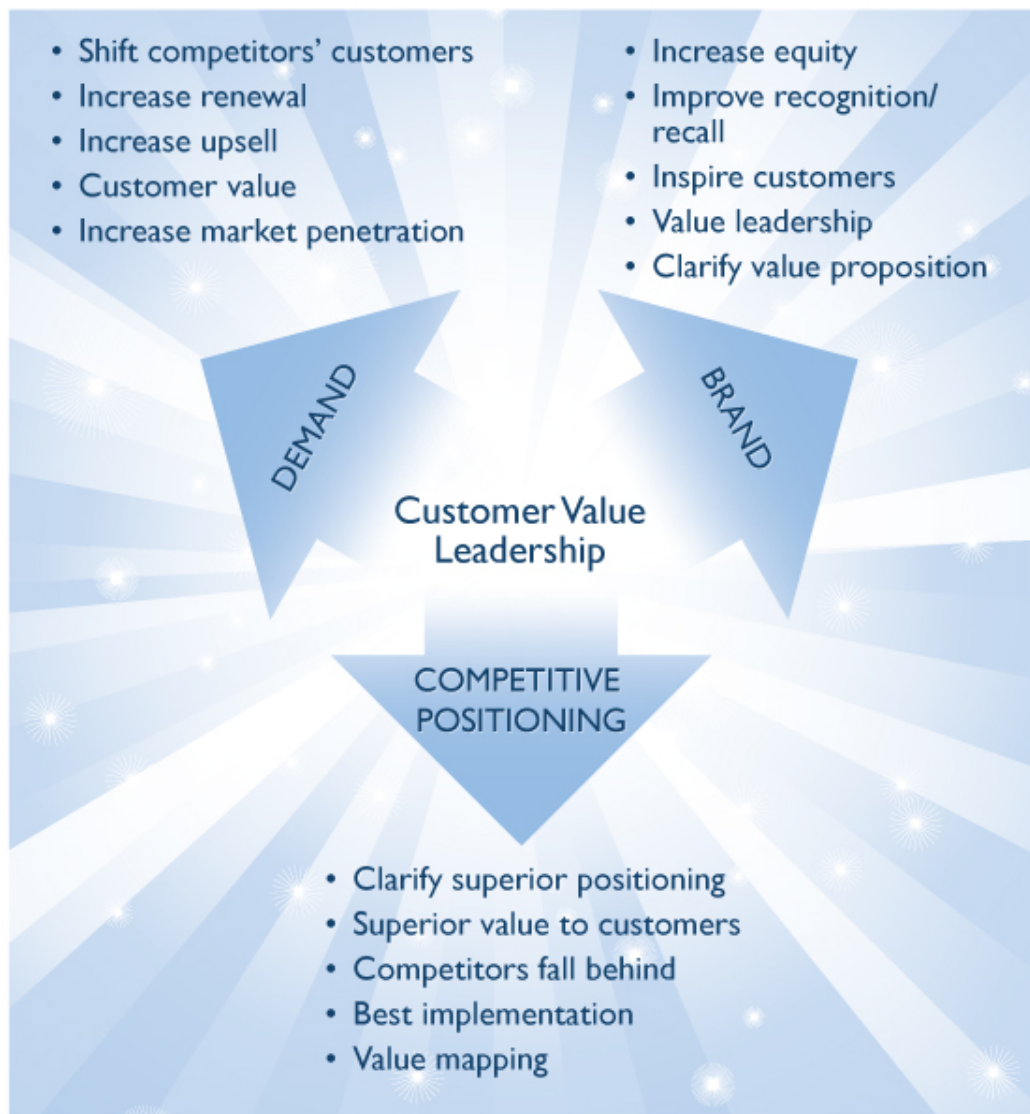 • Shift competitors’ customers
• Increase renewal
• Increase upsell
• Customer value
• Increase market penetration
• Increase equity
• Improve recognition/
recall
• Inspire customers
• Value leadership
• Clarify value proposition
DEMAND
BRAND
Customer Value
Leadership
COMPETITIVE
POSITIONING
• Clarify superior positioning
• Superior value to customers
• Competitors fall behind
• Best implementation
• Value mapping